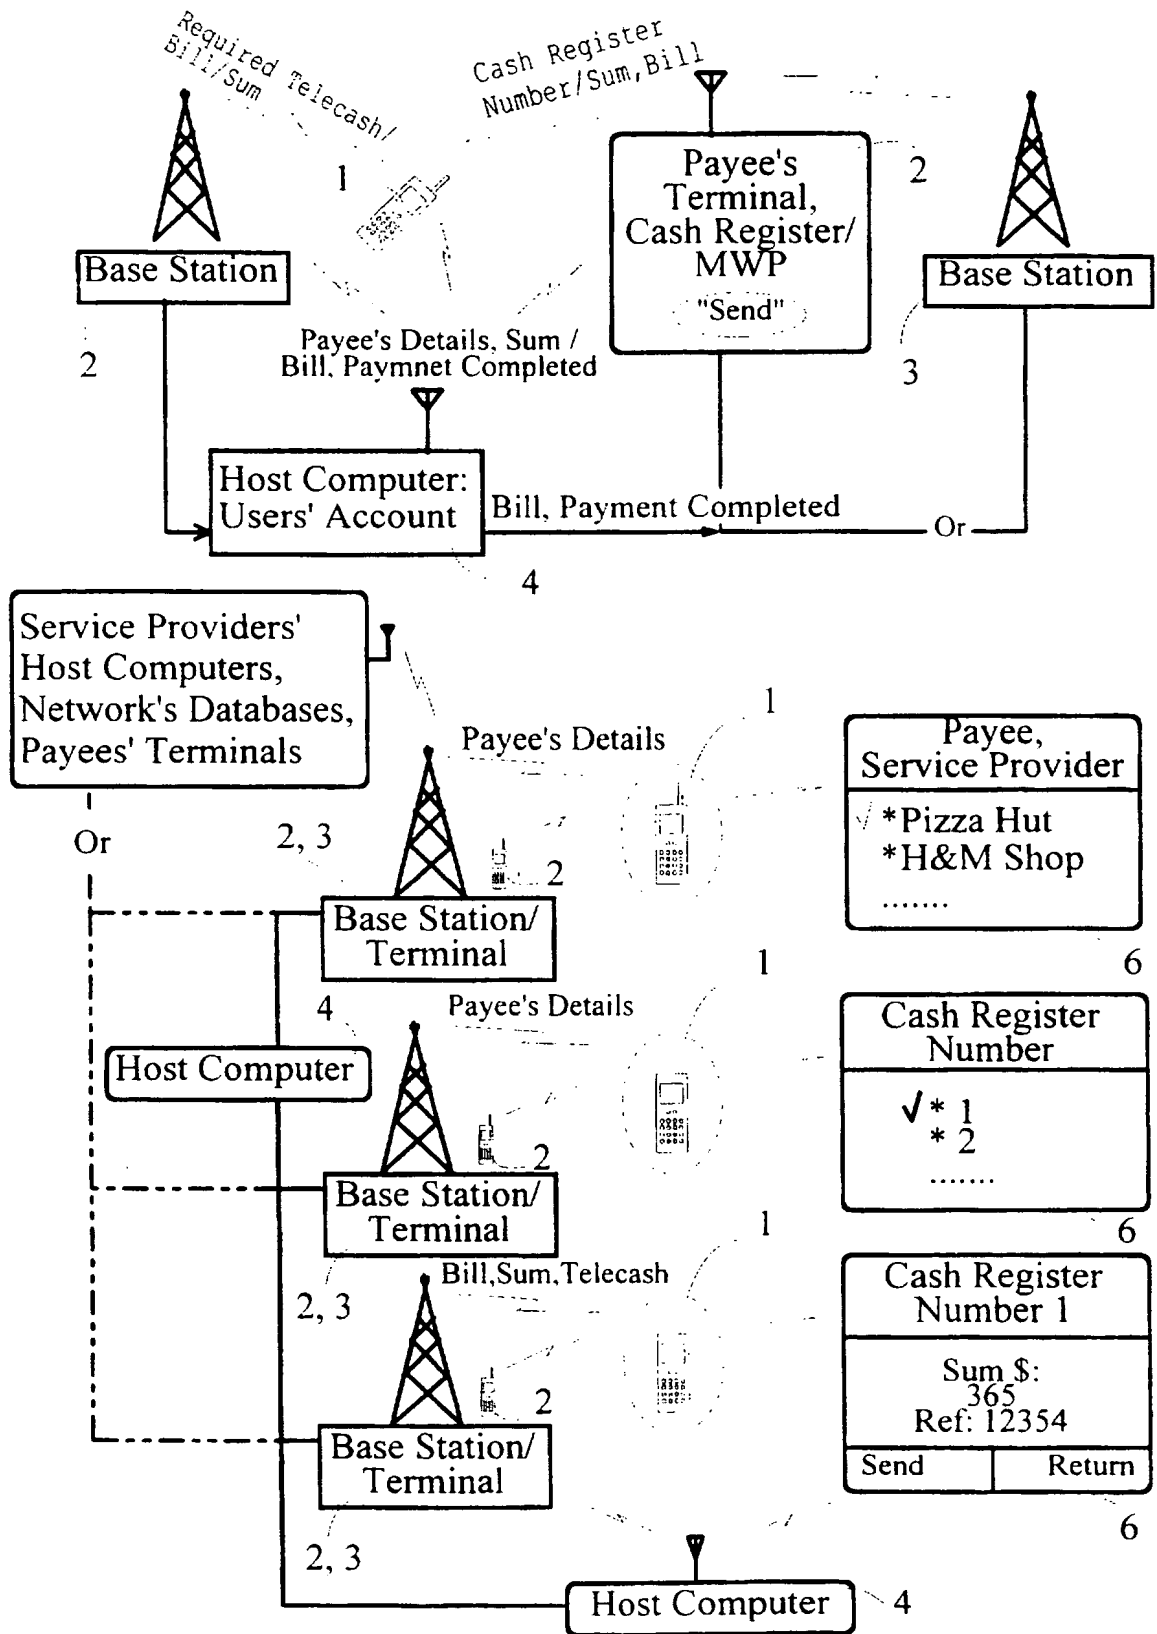 Required Telecash/
Bill/Sum
Cash Register
Number/Sum,Bill
1
Payee's
Terminal,
Cash Register/
MWP
"Send"
2
Base Station
2
Base Station
3
Payee's Details, Sum /
Bill, Paymnet Completed
Host Computer:
Users' Account
Bill, Payment Completed
Or
4
Service Providers'
Host Computers,
Network's Databases,
Payees' Terminals
Or
Payee's Details
1
2, 3
2
Base Station/
Terminal
Payee,
Service Provider
√ *Pizza Hut
*H&M Shop
.......
6
4
Host Computer
Payee's Details
1
2
Base Station/
Terminal
2, 3
Cash Register
Number
√ * 1
* 2
.......
6
Bill,Sum,Telecash
1
2
Base Station/
Terminal
2, 3
Cash Register
Number 1
Sum $:
365
Ref: 12354
Send
Return
6
Host Computer
4